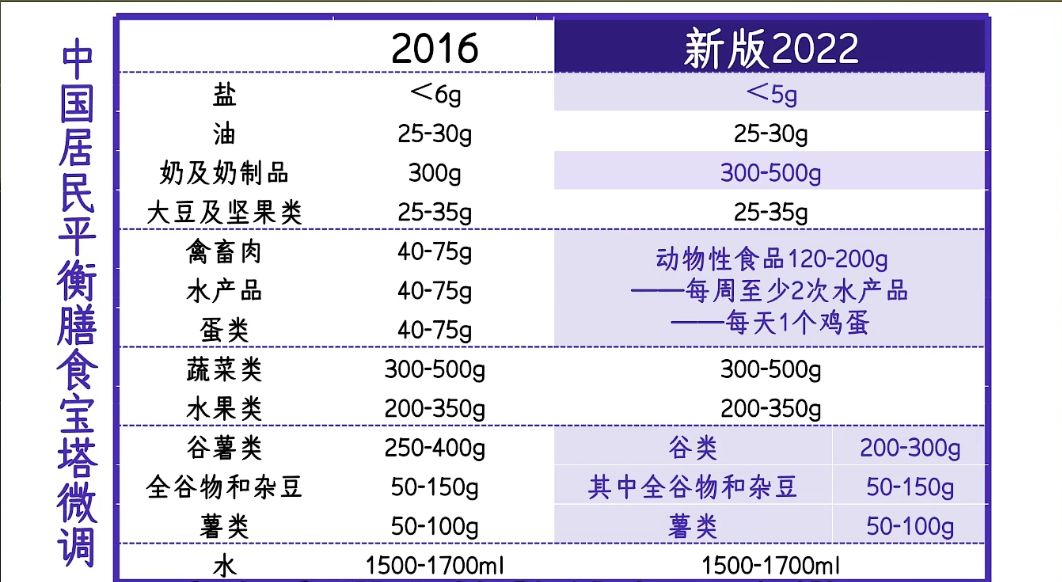 中国居民平衡膳食宝塔微调
2016 新版2022
盐 <6g <5g
油 25-30g 25-30g
奶及奶制品 300g 300-500g
大豆及坚果类 25-35g 25-35g
禽畜肉 40-75g
水产品 40-75g
蛋类 40-75g
动物性食品120-200g
——每周至少2次水产品
——每天1个鸡蛋
蔬菜类 300-500g 300-500g
水果类 200-350g 200-350g
谷薯类 250-400g 谷类 200-300g
全谷物和杂豆 50-150g 其中全谷物和杂豆 50-150g
薯类 50-100g 薯类 50-100g
水 1500-1700ml 1500-1700ml